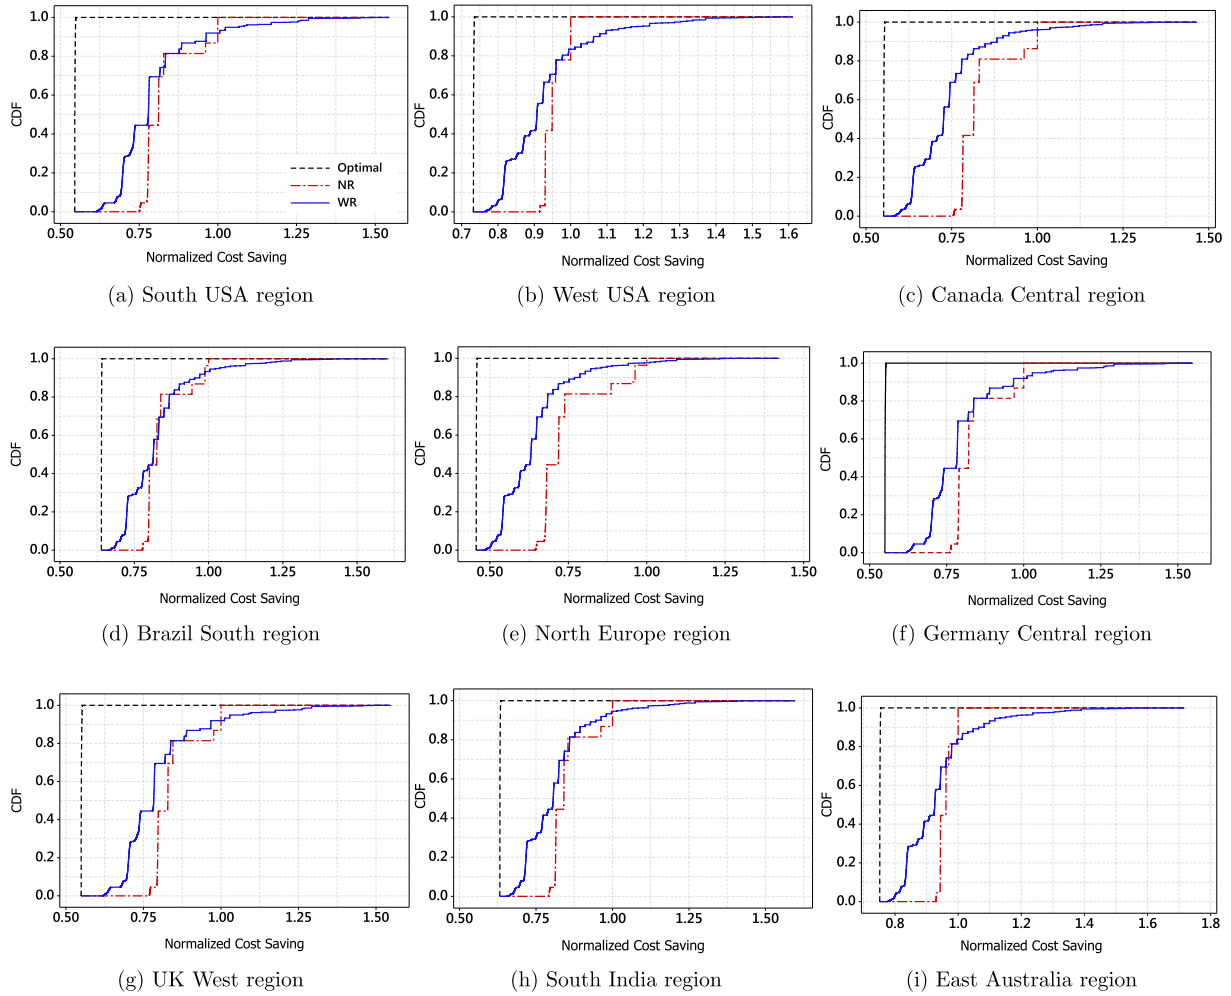 1.0
0.8
0.6
0.4
0.2
0.0
CDF
Optimal
NR
WR
0.50 0.75 1.00 1.25 1.50
Normalized Cost Saving
(a) South USA region
1.0
0.8
0.6
0.4
0.2
0.0
CDF
0.7 0.8 0.9 1.0 1.1 1.2 1.3 1.4 1.5 1.6
Normalized Cost Saving
(b) West USA region
1.0
0.8
0.6
0.4
0.2
0.0
CDF
0.50 0.75 1.00 1.25 1.50
Normalized Cost Saving
(c) Canada Central region
1.0
0.8
0.6
0.4
0.2
0.0
CDF
0.50 0.75 1.00 1.25 1.50
Normalized Cost Saving
(d) Brazil South region
1.0
0.8
0.6
0.4
0.2
0.0
CDF
0.50 0.75 1.00 1.25 1.50
Normalized Cost Saving
(e) North Europe region
1.0
0.8
0.6
0.4
0.2
0.0
CDF
0.50 0.75 1.00 1.25 1.50
Normalized Cost Saving
(f) Germany Central region
1.0
0.8
0.6
0.4
0.2
0.0
CDF
0.50 0.75 1.00 1.25 1.50
Normalized Cost Saving
(g) UK West region
1.0
0.8
0.6
0.4
0.2
0.0
CDF
0.50 0.75 1.00 1.25 1.50
Normalized Cost Saving
(h) South India region
1.0
0.8
0.6
0.4
0.2
0.0
CDF
0.8 1.0 1.2 1.4 1.6 1.8
Normalized Cost Saving
(i) East Australia region